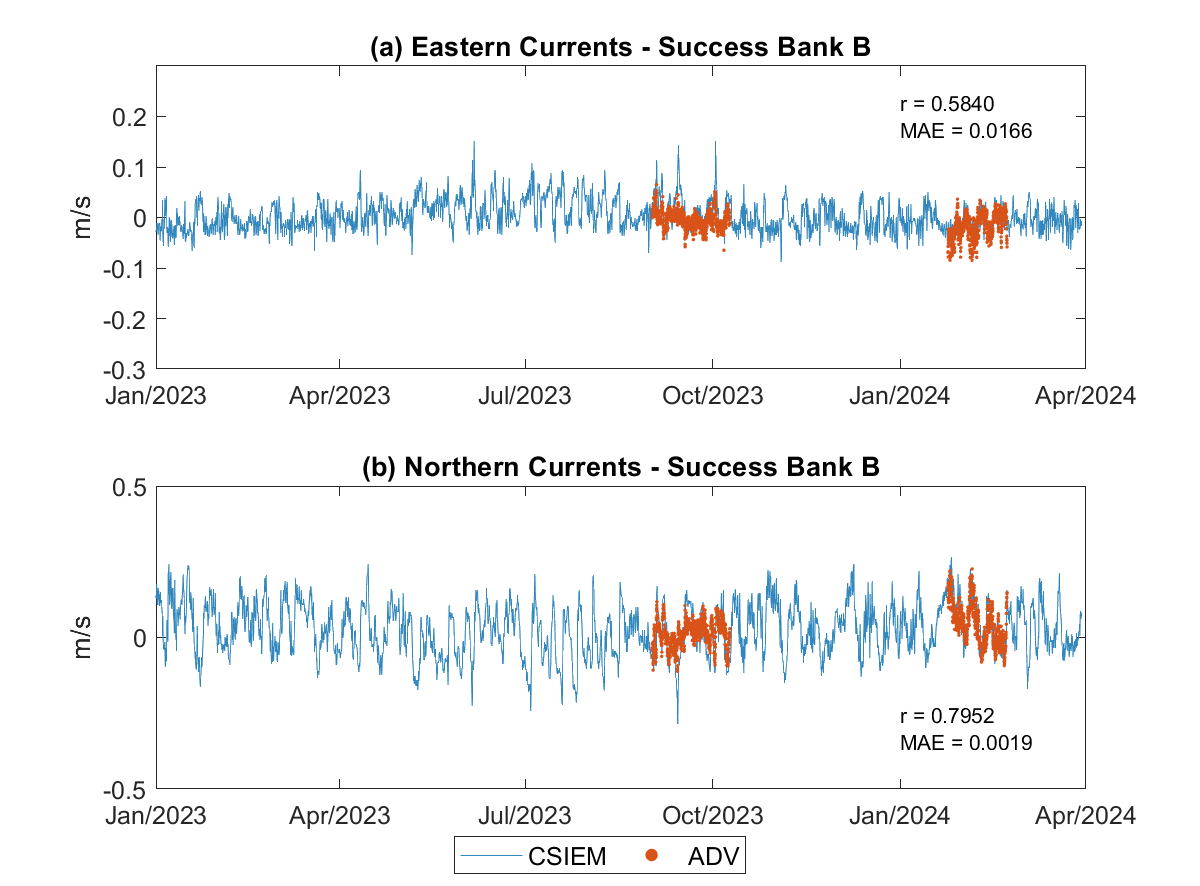 (a) Eastern Currents - Success Bank B
r = 0.5840
MAE = 0.0166
m/s
0.2
0.1
0
-0.1
-0.2
-0.3
Jan/2023 Apr/2023 Jul/2023 Oct/2023 Jan/2024 Apr/2024
(b) Northern Currents - Success Bank B
0.5
m/s
0
r = 0.7952
MAE = 0.0019
-0.5
Jan/2023 Apr/2023 Jul/2023 Oct/2023 Jan/2024 Apr/2024
CSIEM ADV